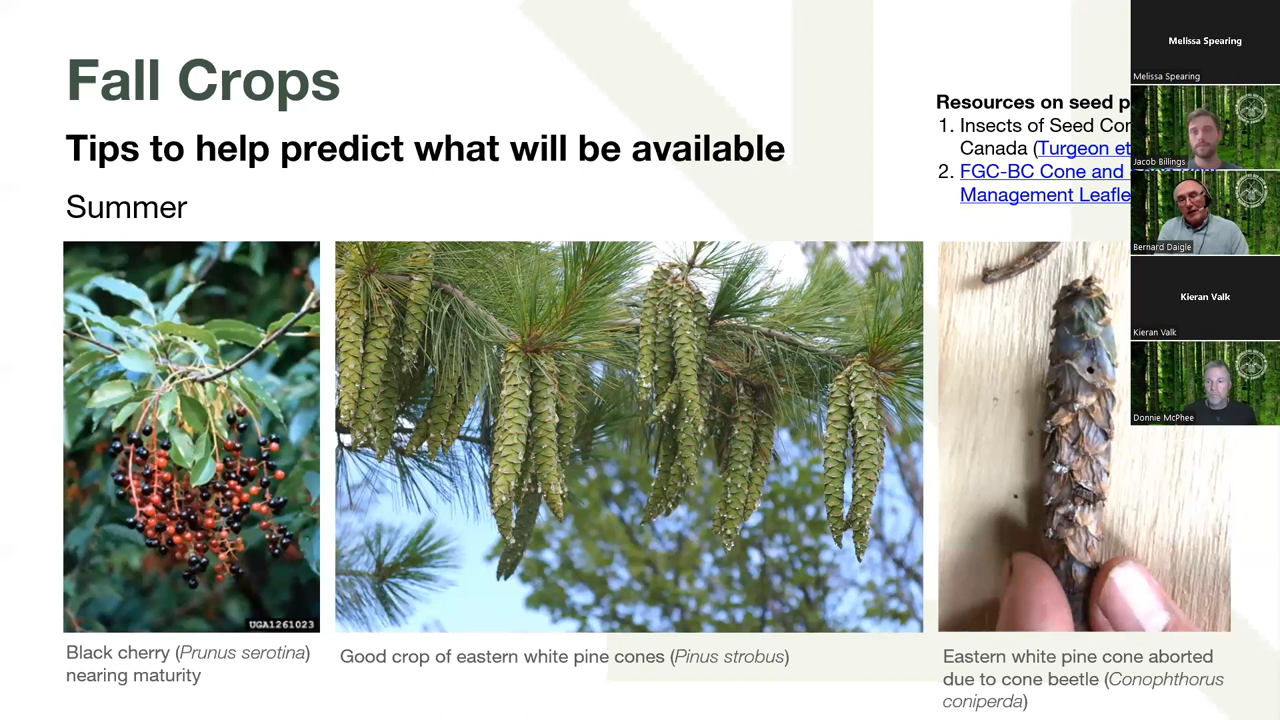 Fall Crops
Tips to help predict what will be available
Summer
Resources on seed p
1. Insects of Seed Con
Canada (Turgeon et
2. FGC-BC Cone and
Management Leafle
UGA1261023
Black cherry (Prunus serotina)
nearing maturity
Good crop of eastern white pine cones (Pinus strobus)
Eastern white pine cone aborted
due to cone beetle (Conophthorus
coniperda)
Melissa Spearing
Melissa Spearing
Jacob Billings
Bernard Daigle
Kieran Valk
Kieran Valk
Donnie McPhee